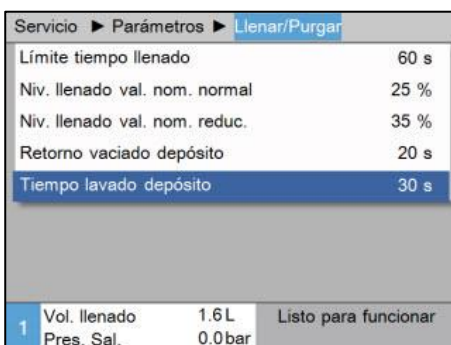 Servicio ► Parámetros ► Llenar/Purgar
Límite tiempo llenado 60 s
Niv. llenado val. nom. normal 25 %
Niv. llenado val. nom. reduc. 35 %
Retorno vaciado depósito 20 s
Tiempo lavado depósito 30 s
1 Vol. llenado 1.6 L Listo para funcionar
Pres. Sal. 0.0 bar